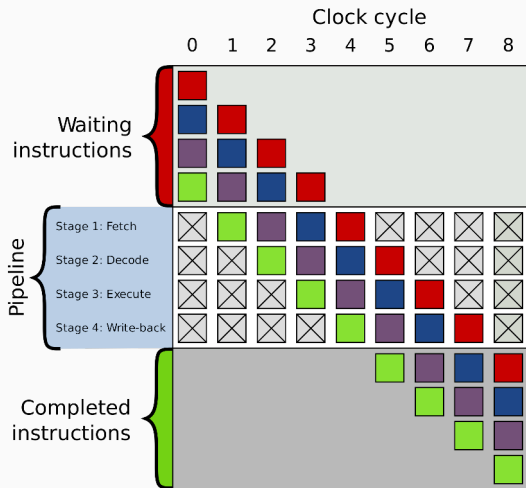 Clock cycle
0 1 2 3 4 5 6 7 8
Waiting
instructions
Pipeline
Stage 1: Fetch
Stage 2: Decode
Stage 3: Execute
Stage 4: Write-back
Completed
instructions